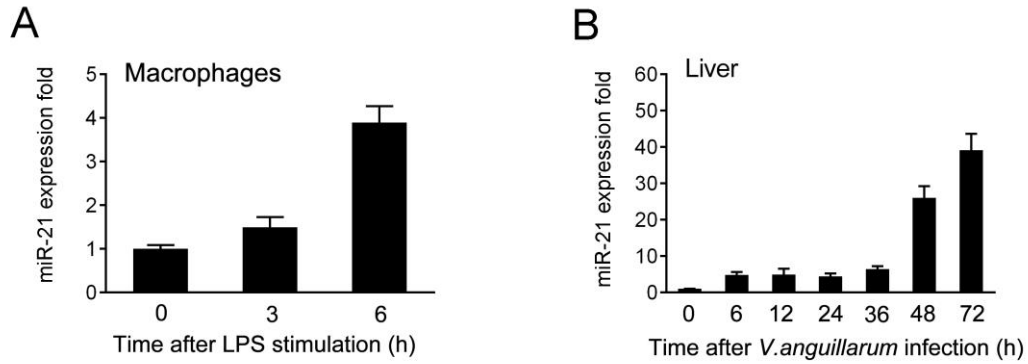 A
Macrophages
miR-21 expression fold
5
4
3
2
1
0
0 3 6
Time after LPS stimulation (h)
B
Liver
miR-21 expression fold
60
50
40
30
20
10
0
0 6 12 24 36 48 72
Time after V.anguillarum infection (h)